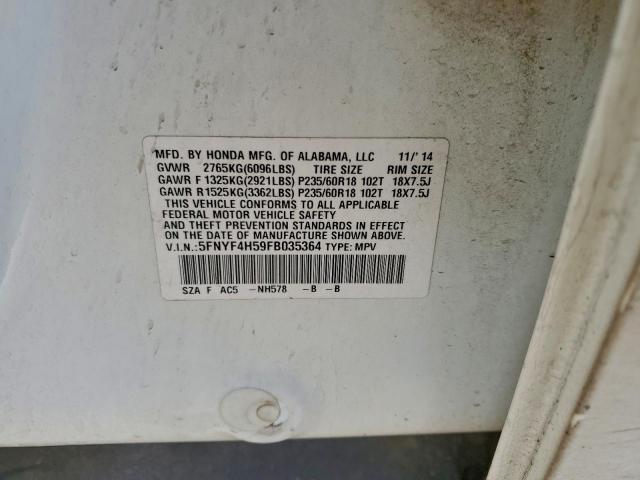 MFD. BY HONDA MFG. OF ALABAMA, LLC 11/'14
GVWR 2765KG(6096LBS) TIRE SIZE RIM SIZE
GAWR F 1325KG(2921LBS) P235/60R18 102T 18X7.5J
GAWR R1525KG(3362LBS) P235/60R18 102T 18X7.5J
THIS VEHICLE CONFORMS TO ALL APPLICABLE
FEDERAL MOTOR VEHICLE SAFETY
AND THEFT PREVENTION STANDARDS IN EFFECT
ON THE DATE OF MANUFACTURE SHOWN ABOVE.
V.I.N.:5FNYF4H59FB035364 TYPE: MPV
SZA F AC5 -NH578 -B -B